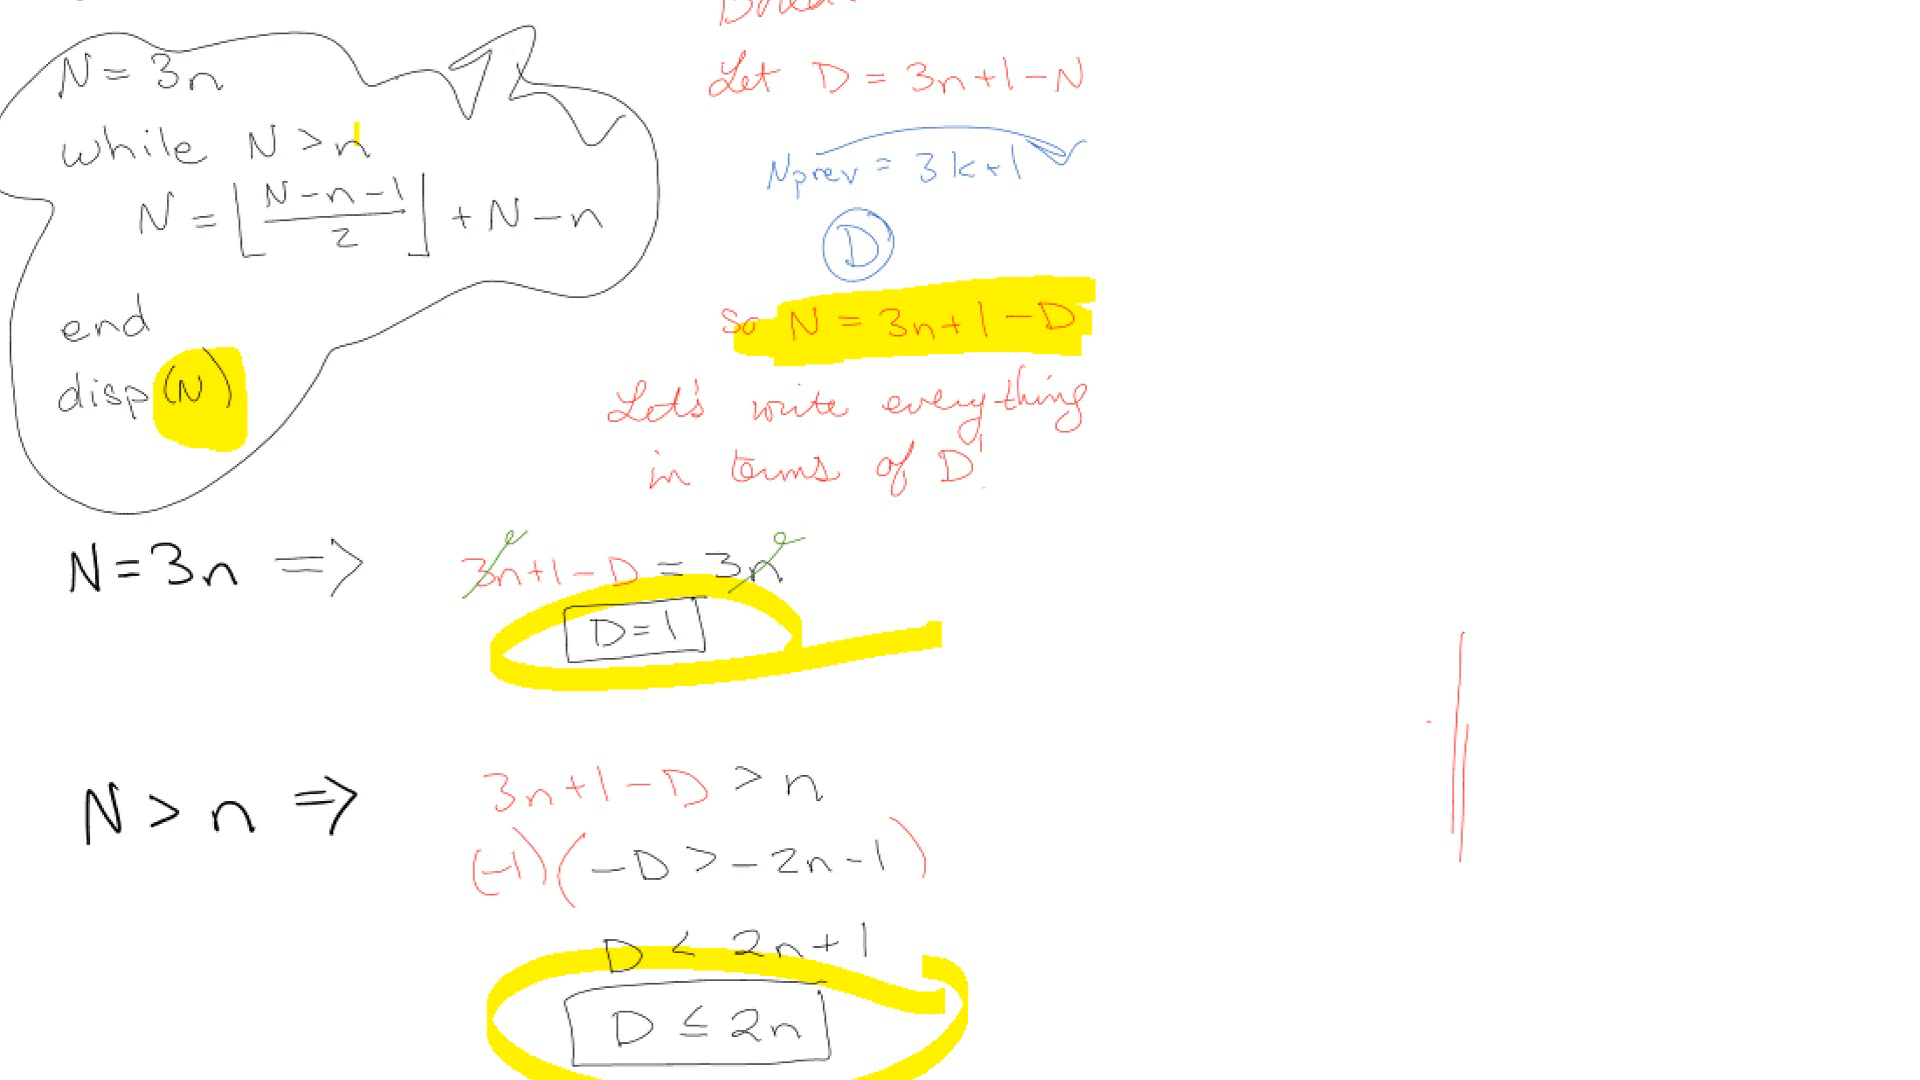 N = 3n
while N > n
N = ⌊(N-n-1)/2⌋ + N - n
end
disp(N)
Let D = 3n+1-N
Nprev = 3k+1
D
So N = 3n+1-D
Let's write everything
in terms of D!
N=3n ⇒ 3n+1-D = 3n
D=1
N > n ⇒ 3n+1-D > n
(-1)(-D > -2n-1)
D < 2n+1
D ≤ 2n